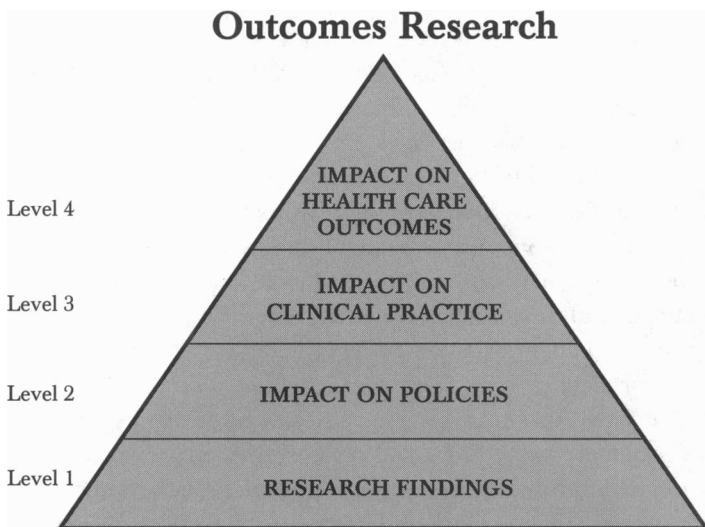 Outcomes Research
Level 4
IMPACT ON
HEALTH CARE
OUTCOMES
Level 3
IMPACT ON
CLINICAL PRACTICE
Level 2
IMPACT ON POLICIES
Level 1
RESEARCH FINDINGS